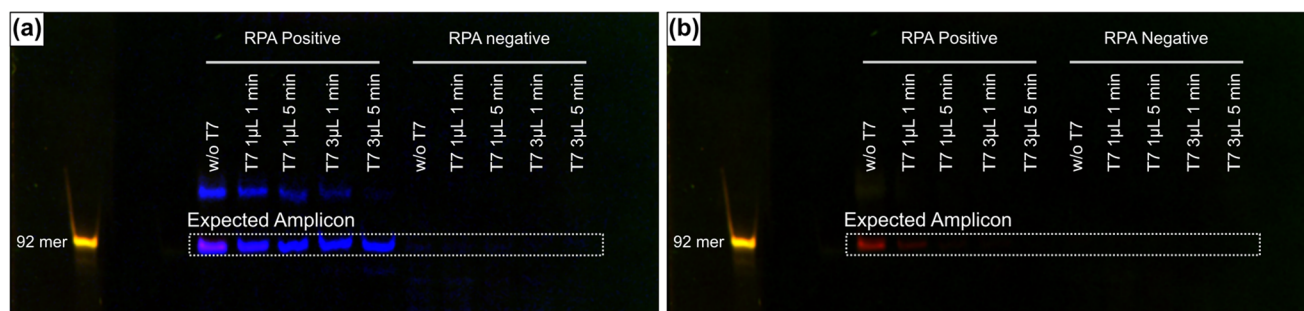 (a)
RPA Positive
RPA negative
w/o T7
T7 1µL 1 min
T7 1µL 5 min
T7 3µL 1 min
T7 3µL 5 min
w/o T7
T7 1µL 1 min
T7 1µL 5 min
T7 3µL 1 min
T7 3µL 5 min
Expected Amplicon
92 mer
(b)
RPA Positive
RPA Negative
w/o T7
T7 1µL 1 min
T7 1µL 5 min
T7 3µL 1 min
T7 3µL 5 min
w/o T7
T7 1µL 1 min
T7 1µL 5 min
T7 3µL 1 min
T7 3µL 5 min
Expected Amplicon
92 mer